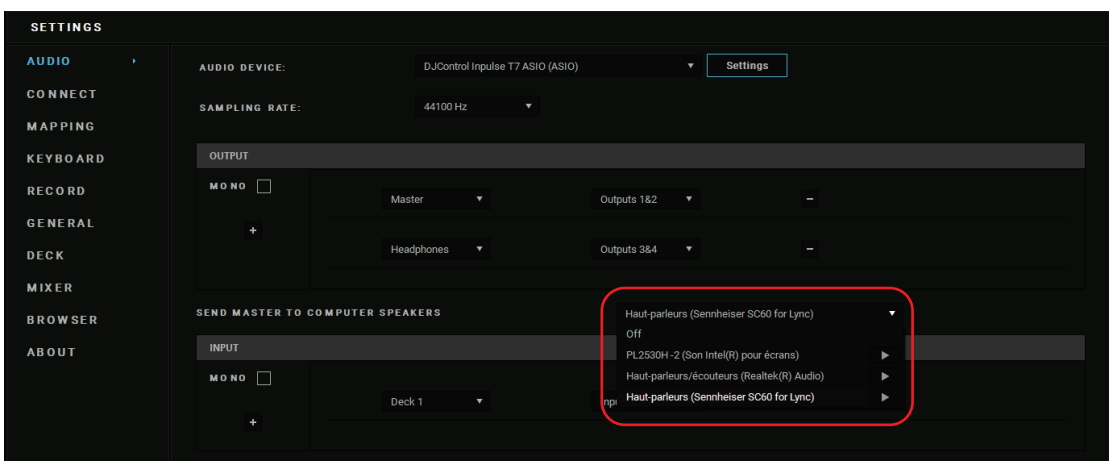 SETTINGS
AUDIO
CONNECT
MAPPING
KEYBOARD
RECORD
GENERAL
DECK
MIXER
BROWSER
ABOUT
AUDIO DEVICE: DJControl Inpulse T7 ASIO (ASIO) Settings
SAMPLING RATE: 44100 Hz
OUTPUT
MONO
+
Master Outputs 1&2 −
Headphones Outputs 3&4 −
SEND MASTER TO COMPUTER SPEAKERS Haut-parleurs (Sennheiser SC60 for Lync)
Off
PL2530H -2 (Son Intel(R) pour écrans)
Haut-parleurs/écouteurs (Realtek(R) Audio)
Haut-parleurs (Sennheiser SC60 for Lync)
INPUT
MONO
+
Deck 1